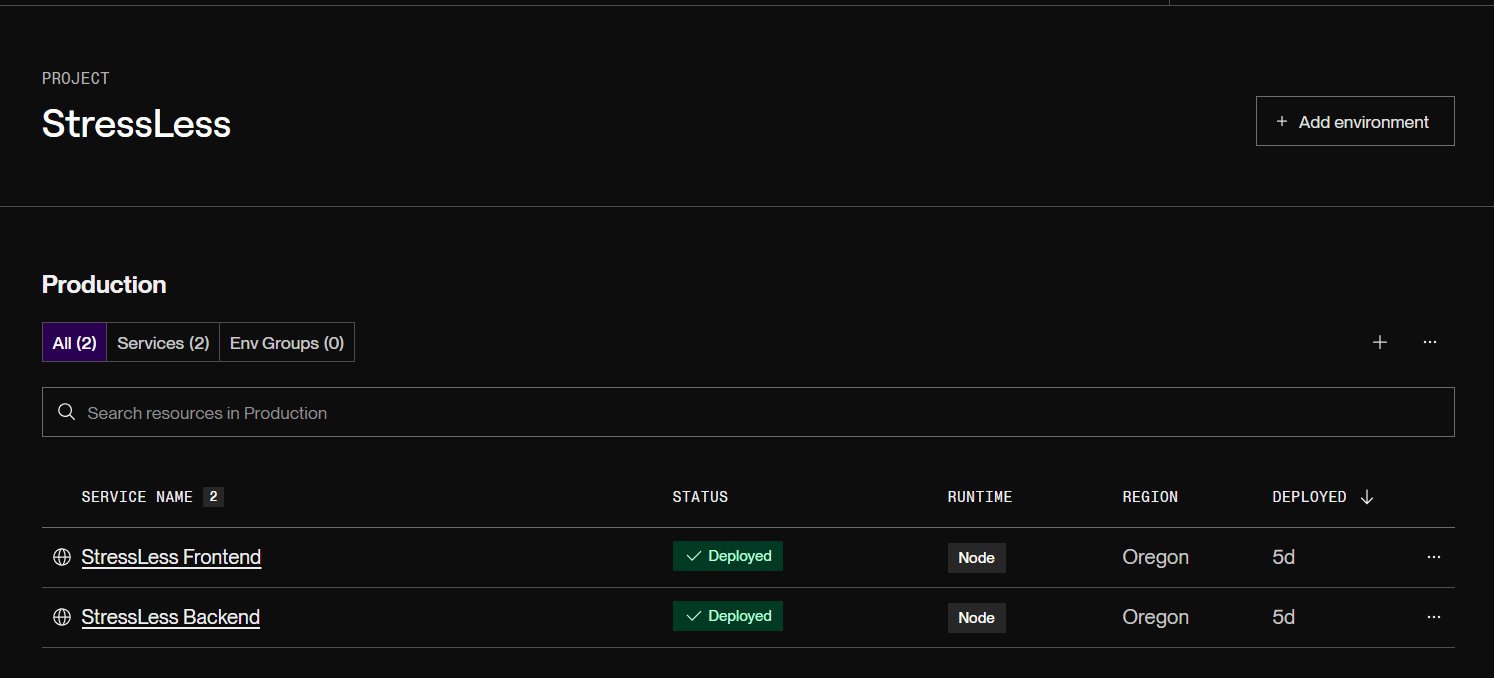 PROJECT
StressLess
+ Add environment
Production
All (2) Services (2) Env Groups (0)
Search resources in Production
SERVICE NAME 2 STATUS RUNTIME REGION DEPLOYED
StressLess Frontend Deployed Node Oregon 5d
StressLess Backend Deployed Node Oregon 5d